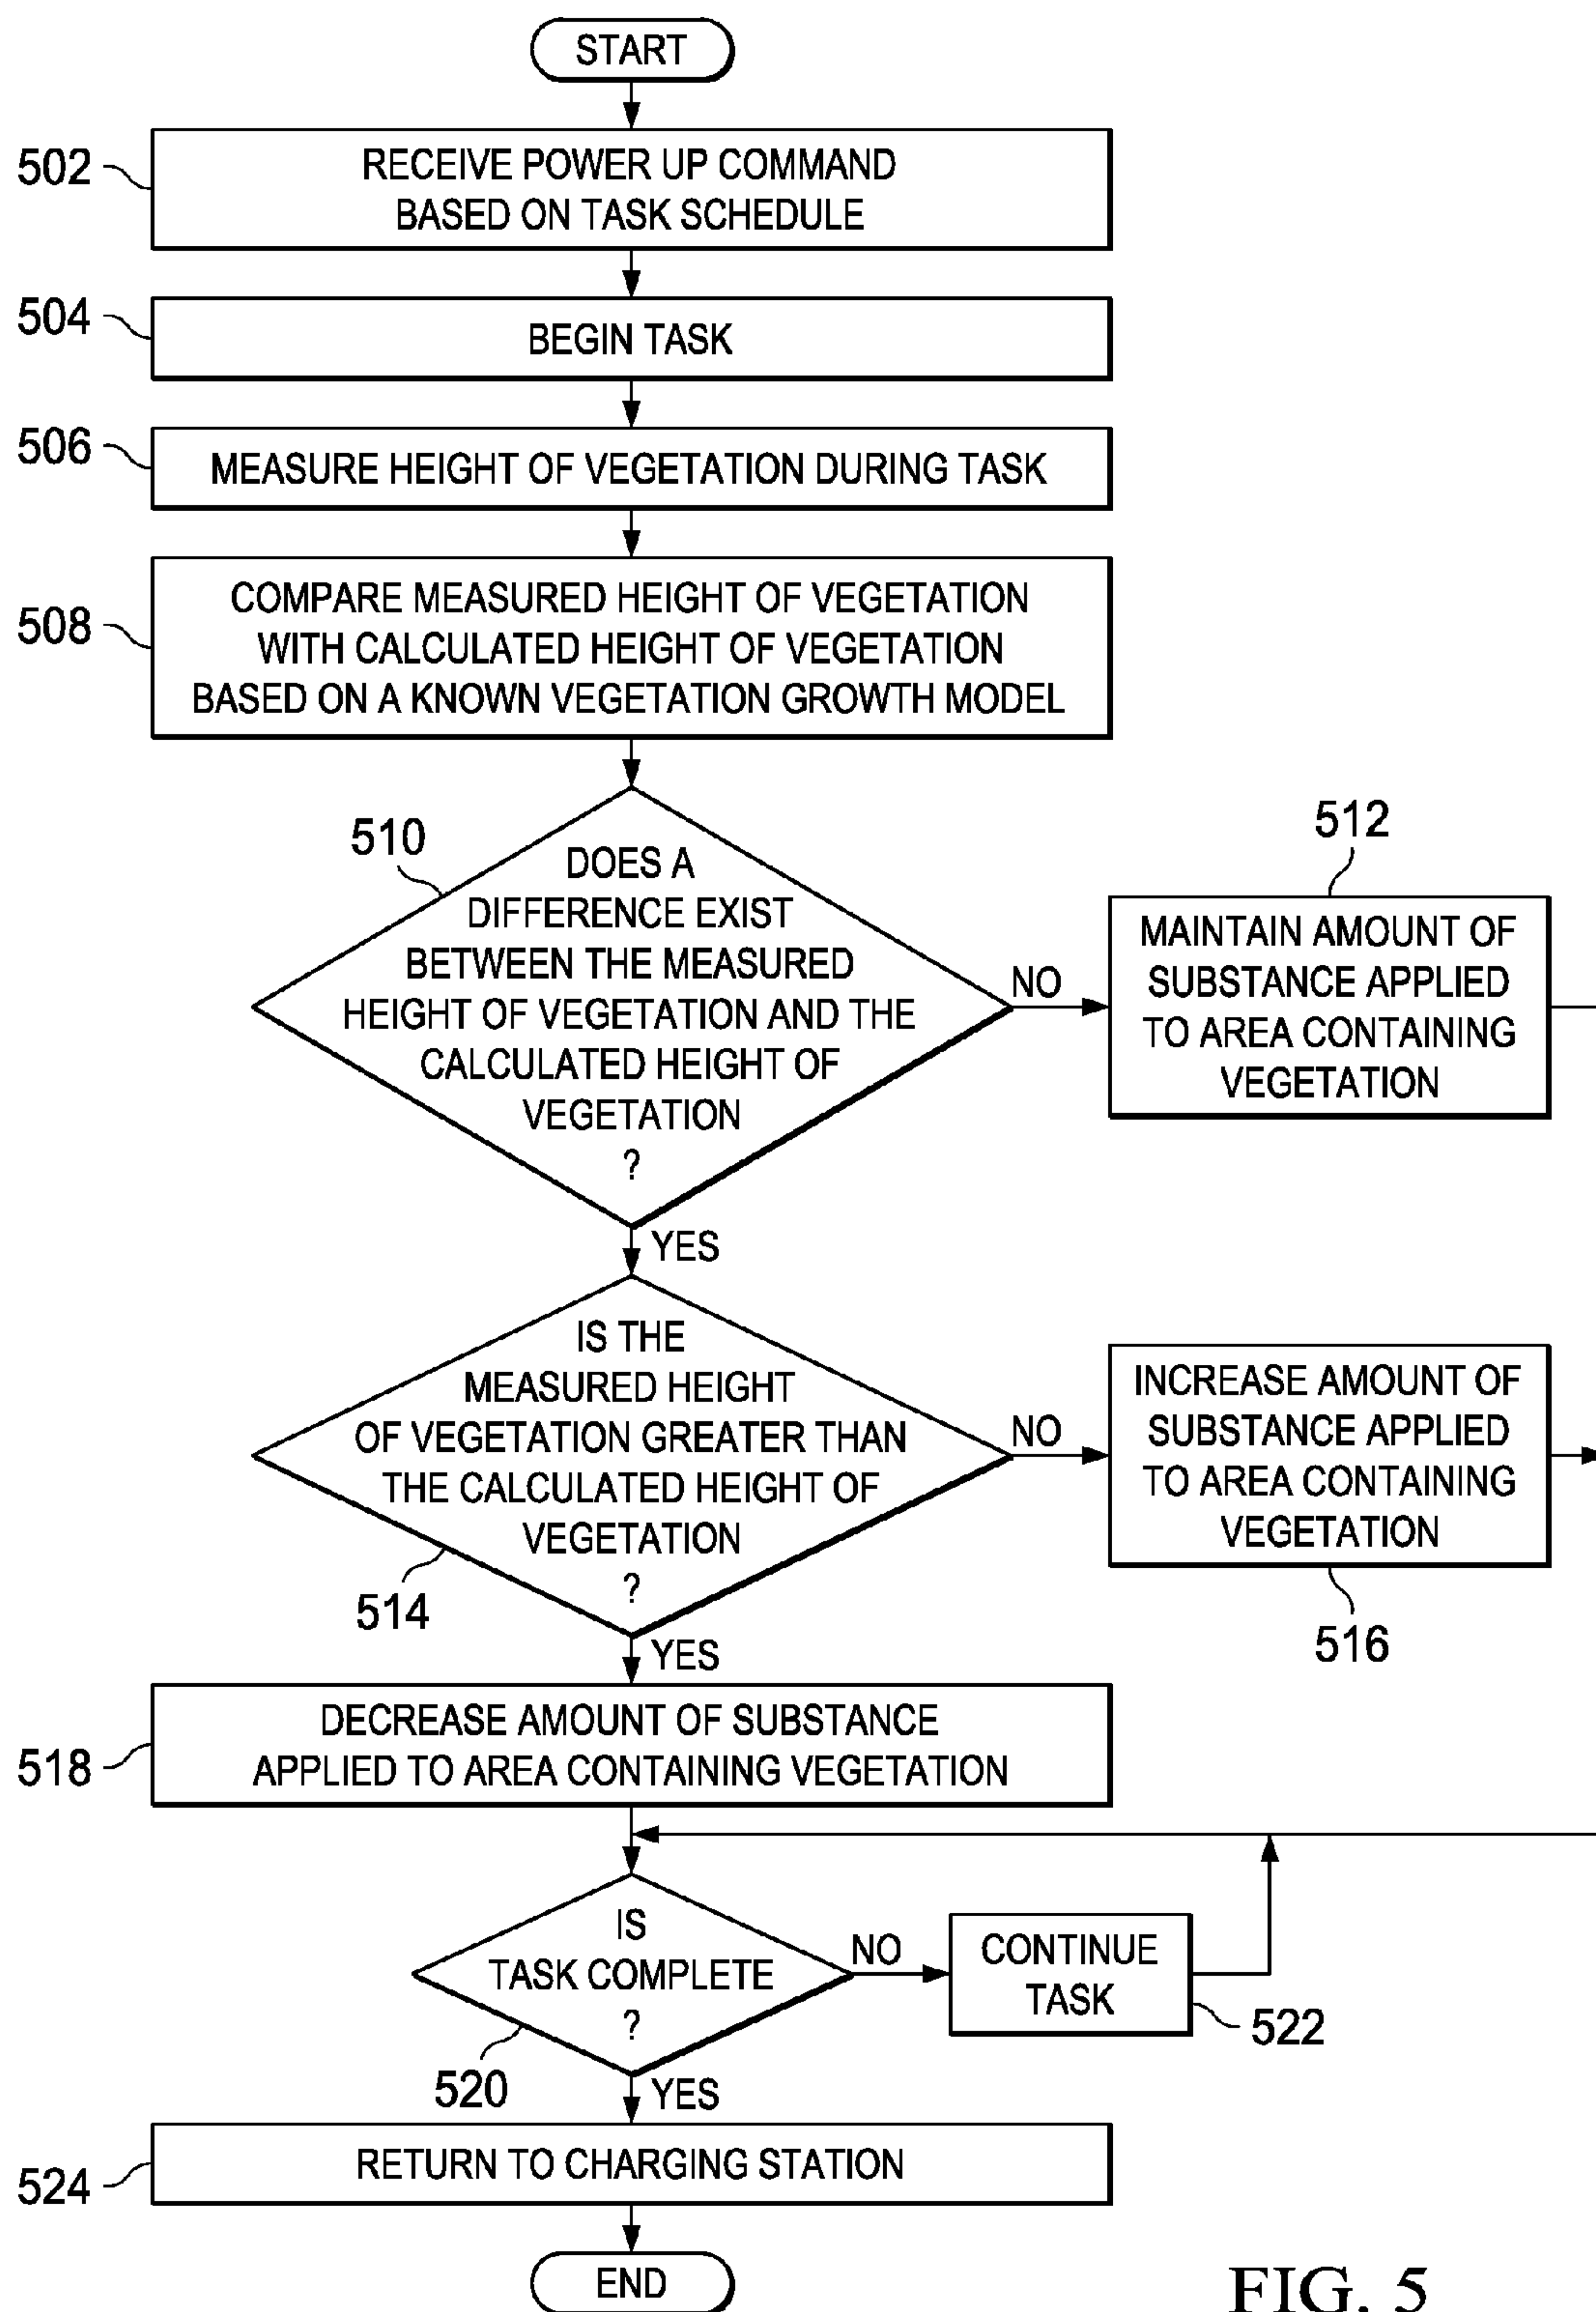 START
502
RECEIVE POWER UP COMMAND
BASED ON TASK SCHEDULE
504
BEGIN TASK
506
MEASURE HEIGHT OF VEGETATION DURING TASK
508
COMPARE MEASURED HEIGHT OF VEGETATION
WITH CALCULATED HEIGHT OF VEGETATION
BASED ON A KNOWN VEGETATION GROWTH MODEL
510
DOES A
DIFFERENCE EXIST
BETWEEN THE MEASURED
HEIGHT OF VEGETATION AND THE
CALCULATED HEIGHT OF
VEGETATION
?
NO
512
MAINTAIN AMOUNT OF
SUBSTANCE APPLIED
TO AREA CONTAINING
VEGETATION
YES
IS THE
MEASURED HEIGHT
OF VEGETATION GREATER THAN
THE CALCULATED HEIGHT OF
VEGETATION
?
514
NO
INCREASE AMOUNT OF
SUBSTANCE APPLIED
TO AREA CONTAINING
VEGETATION
516
YES
518
DECREASE AMOUNT OF SUBSTANCE
APPLIED TO AREA CONTAINING VEGETATION
IS
TASK COMPLETE
?
520
NO
CONTINUE
TASK
522
YES
524
RETURN TO CHARGING STATION
END
FIG. 5